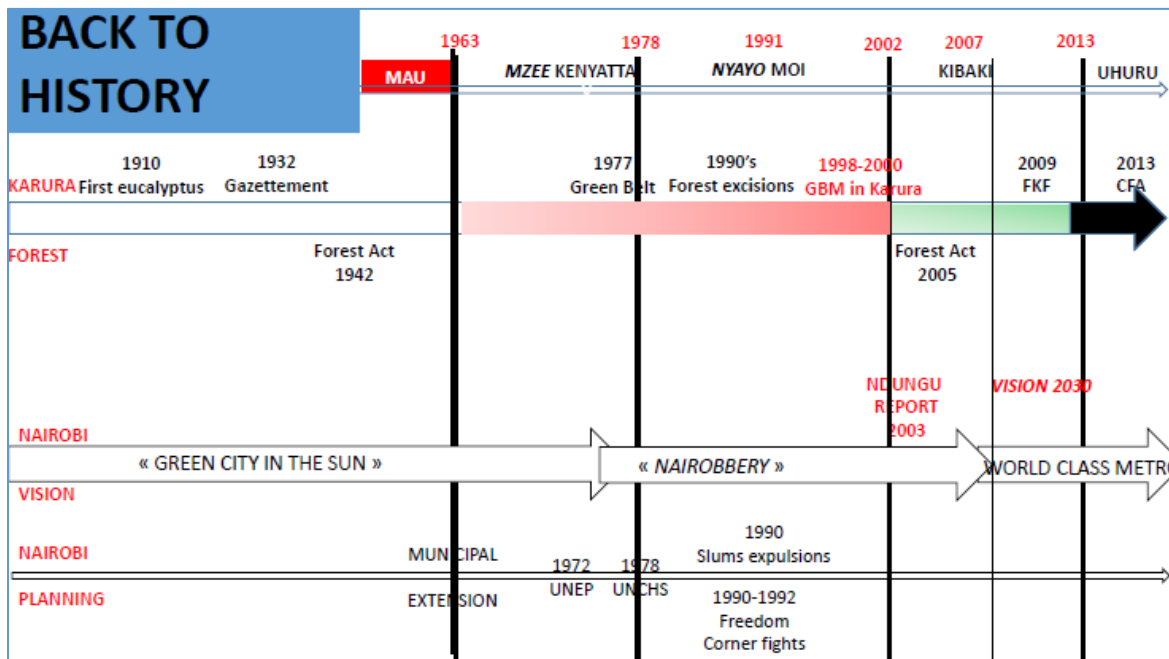 BACK TO
HISTORY
1963
1978
1991
2002
2007
2013
MAU
MZEE KENYATTA
NYAYO MOI
KIBAKI
UHURU
1910
First eucalyptus
1932
Gazettement
1977
Green Belt
1990's
Forest excisions
1998-2000
GBM in Karura
2009
FKF
2013
CFA
KARURA
FOREST
Forest Act
1942
Forest Act
2005
NDUNGU
REPORT
2003
VISION 2030
NAIROBI
« GREEN CITY IN THE SUN »
« NAIROBBERY »
WORLD CLASS METRO
VISION
NAIROBI
MUNICIPAL
1990
Slums expulsions
1972
UNEP
1978
UNCHS
PLANNING
EXTENSION
1990-1992
Freedom
Corner fights